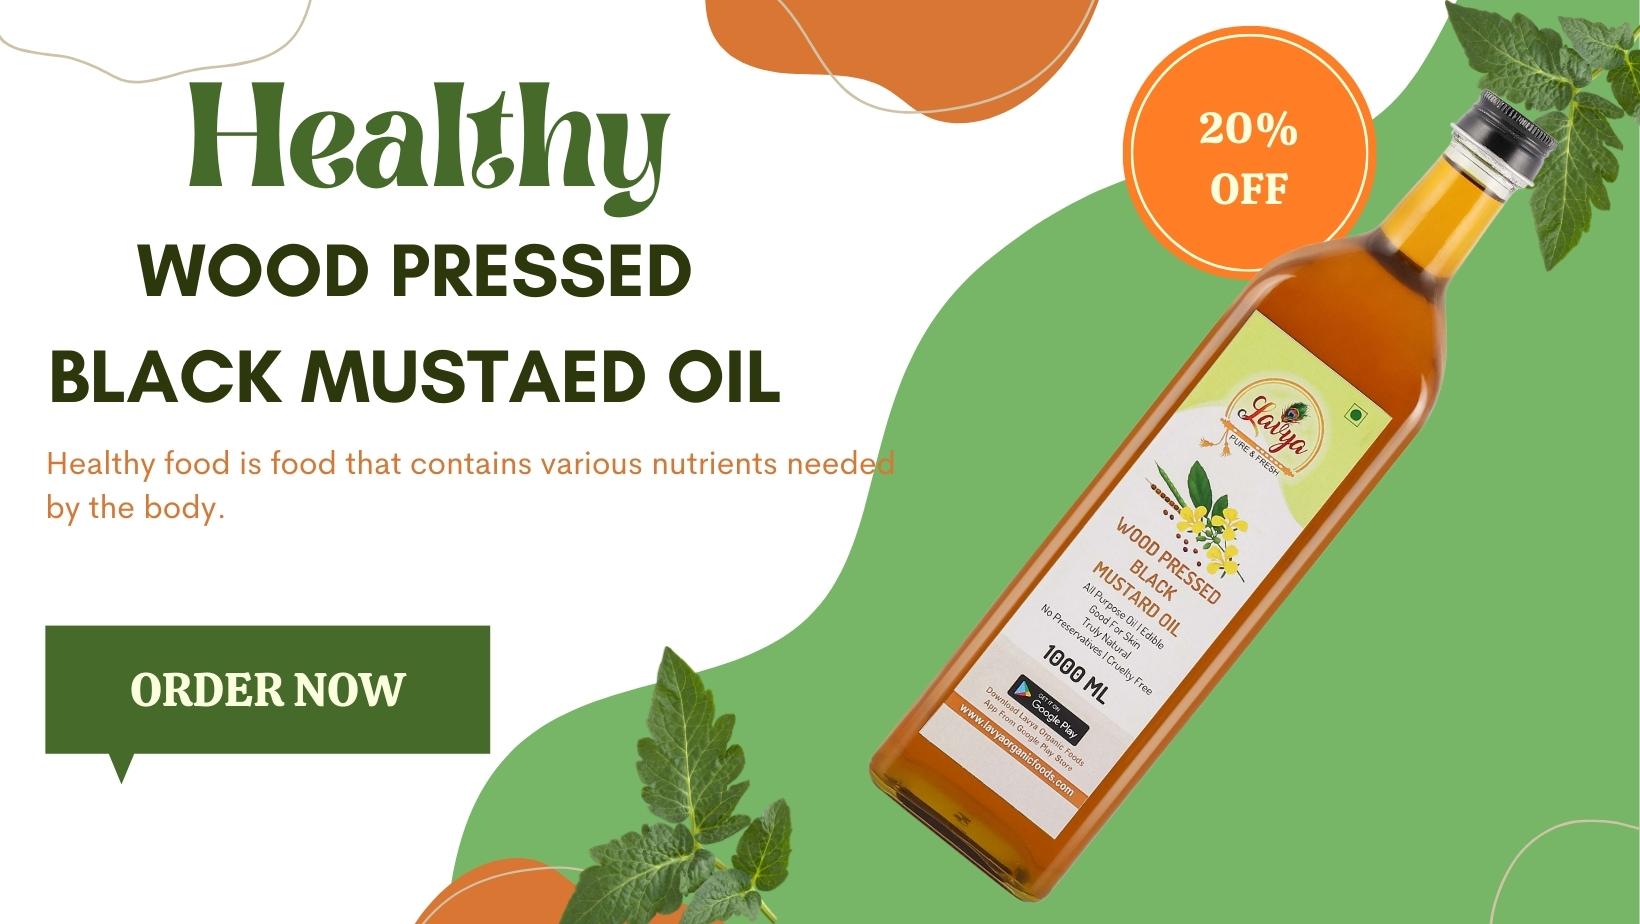 Healthy
WOOD PRESSED
BLACK MUSTAED OIL
Healthy food is food that contains various nutrients needed
by the body.
ORDER NOW
20%
OFF
Lavya
PURE & FRESH
WOOD PRESSED
BLACK
MUSTARD OIL
All Purpose Oil | Edible
Good For Skin
Truly Natural
No Preservatives | Cruelty Free
1000 ML
GET IT ON
Google Play
Download Lavya Organic Foods
App From Google Play Store
www.lavyaorganicfoods.com